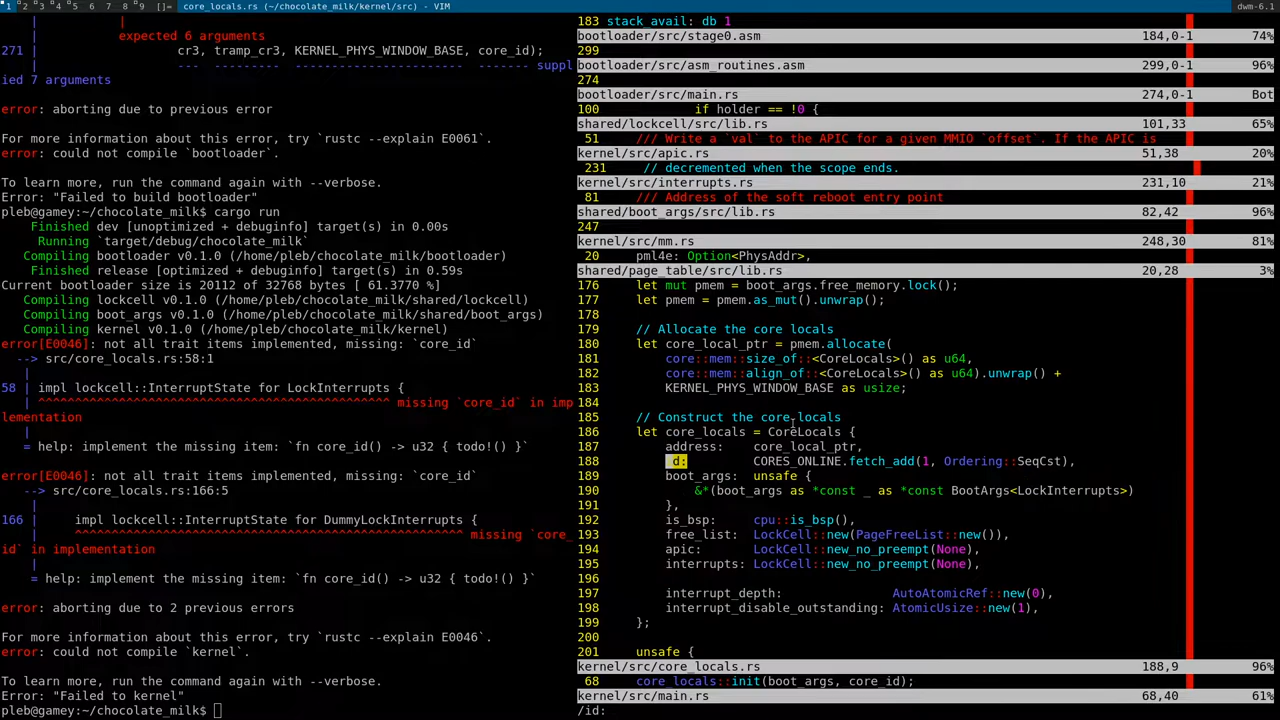 1 2 3 4 5 6 7 8 9 []= core_locals.rs (~/chocolate_milk/kernel/src) - VIM dwm-6.1
|            |
            expected 6 arguments
271 |                   cr3, tramp_cr3, KERNEL_PHYS_WINDOW_BASE, core_id);
    |                   ---  ---------  -----------------------  ------- suppl
ied 7 arguments
error: aborting due to previous error
For more information about this error, try `rustc --explain E0061`.
error: could not compile `bootloader`.
To learn more, run the command again with --verbose.
Error: "Failed to build bootloader"
pleb@gamey:~/chocolate_milk$ cargo run
    Finished dev [unoptimized + debuginfo] target(s) in 0.00s
     Running `target/debug/chocolate_milk`
   Compiling bootloader v0.1.0 (/home/pleb/chocolate_milk/bootloader)
    Finished release [optimized + debuginfo] target(s) in 0.59s
Current bootloader size is 20112 of 32768 bytes [ 61.3770 %]
   Compiling lockcell v0.1.0 (/home/pleb/chocolate_milk/shared/lockcell)
   Compiling boot_args v0.1.0 (/home/pleb/chocolate_milk/shared/boot_args)
   Compiling kernel v0.1.0 (/home/pleb/chocolate_milk/kernel)
error[E0046]: not all trait items implemented, missing: `core_id`
  --> src/core_locals.rs:58:1
   |
58 | impl lockcell::InterruptState for LockInterrupts {
   | ^^^^^^^^^^^^^^^^^^^^^^^^^^^^^^^^^^^^^^^^^^^^^^^^ missing `core_id` in imp
lementation
   |
   = help: implement the missing item: `fn core_id() -> u32 { todo!() }`
error[E0046]: not all trait items implemented, missing: `core_id`
  --> src/core_locals.rs:166:5
    |
166 |     impl lockcell::InterruptState for DummyLockInterrupts {
    |     ^^^^^^^^^^^^^^^^^^^^^^^^^^^^^^^^^^^^^^^^^^^^^^^^^^^^^ missing `core_
id` in implementation
    |
    = help: implement the missing item: `fn core_id() -> u32 { todo!() }`
error: aborting due to 2 previous errors
For more information about this error, try `rustc --explain E0046`.
error: could not compile `kernel`.
To learn more, run the command again with --verbose.
Error: "Failed to kernel"
pleb@gamey:~/chocolate_milk$
183 stack_avail: db 1
bootloader/src/stage0.asm 184,0-1 74%
299
bootloader/src/asm_routines.asm 299,0-1 96%
274
bootloader/src/main.rs 274,0-1 Bot
100             if holder == !0 {
shared/lockcell/src/lib.rs 101,33 65%
51     /// Write a `val` to the APIC for a given MMIO `offset`. If the APIC is
kernel/src/apic.rs 51,38 20%
231     // decremented when the scope ends.
kernel/src/interrupts.rs 231,10 21%
81     /// Address of the soft reboot entry point
shared/boot_args/src/lib.rs 82,42 96%
247
kernel/src/mm.rs 248,30 81%
20     pml4e: Option<PhysAddr>,
shared/page_table/src/lib.rs 20,28 3%
176     let mut pmem = boot_args.free_memory.lock();
177     let pmem = pmem.as_mut().unwrap();
178
179     // Allocate the core locals
180     let core_local_ptr = pmem.allocate(
181         core::mem::size_of::<CoreLocals>() as u64,
182         core::mem::align_of::<CoreLocals>() as u64).unwrap() +
183         KERNEL_PHYS_WINDOW_BASE as usize;
184
185     // Construct the core locals
186     let core_locals = CoreLocals {
187         address:    core_local_ptr,
188         id:         CORES_ONLINE.fetch_add(1, Ordering::SeqCst),
189         boot_args:  unsafe {
190             &*(boot_args as *const _ as *const BootArgs<LockInterrupts>)
191         },
192         is_bsp:     cpu::is_bsp(),
193         free_list:  LockCell::new(PageFreeList::new()),
194         apic:       LockCell::new_no_preempt(None),
195         interrupts: LockCell::new_no_preempt(None),
196
197         interrupt_depth:               AutoAtomicRef::new(0),
198         interrupt_disable_outstanding: AtomicUsize::new(1),
199     };
200
201     unsafe {
kernel/src/core_locals.rs 188,9 96%
68     core_locals::init(boot_args, core_id);
kernel/src/main.rs 68,40 61%
/id: